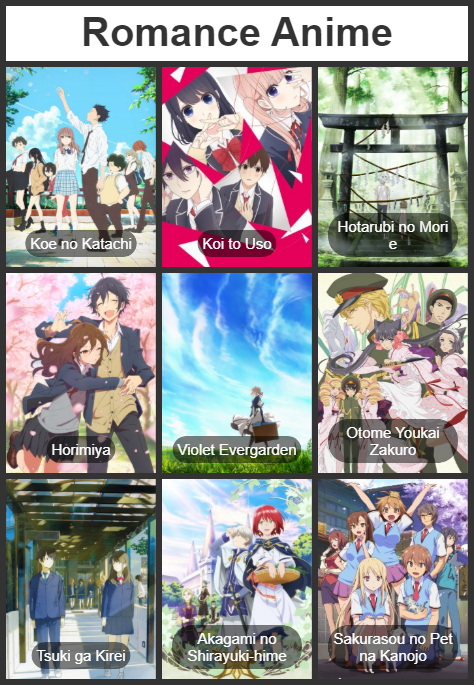 Romance Anime
Koe no Katachi
Koi to Uso
Hotarubi no Mori
e
Horimiya
Violet Evergarden
Otome Youkai
Zakuro
Tsuki ga Kirei
Akagami no
Shirayuki-hime
Sakurasou no Pet
na Kanojo